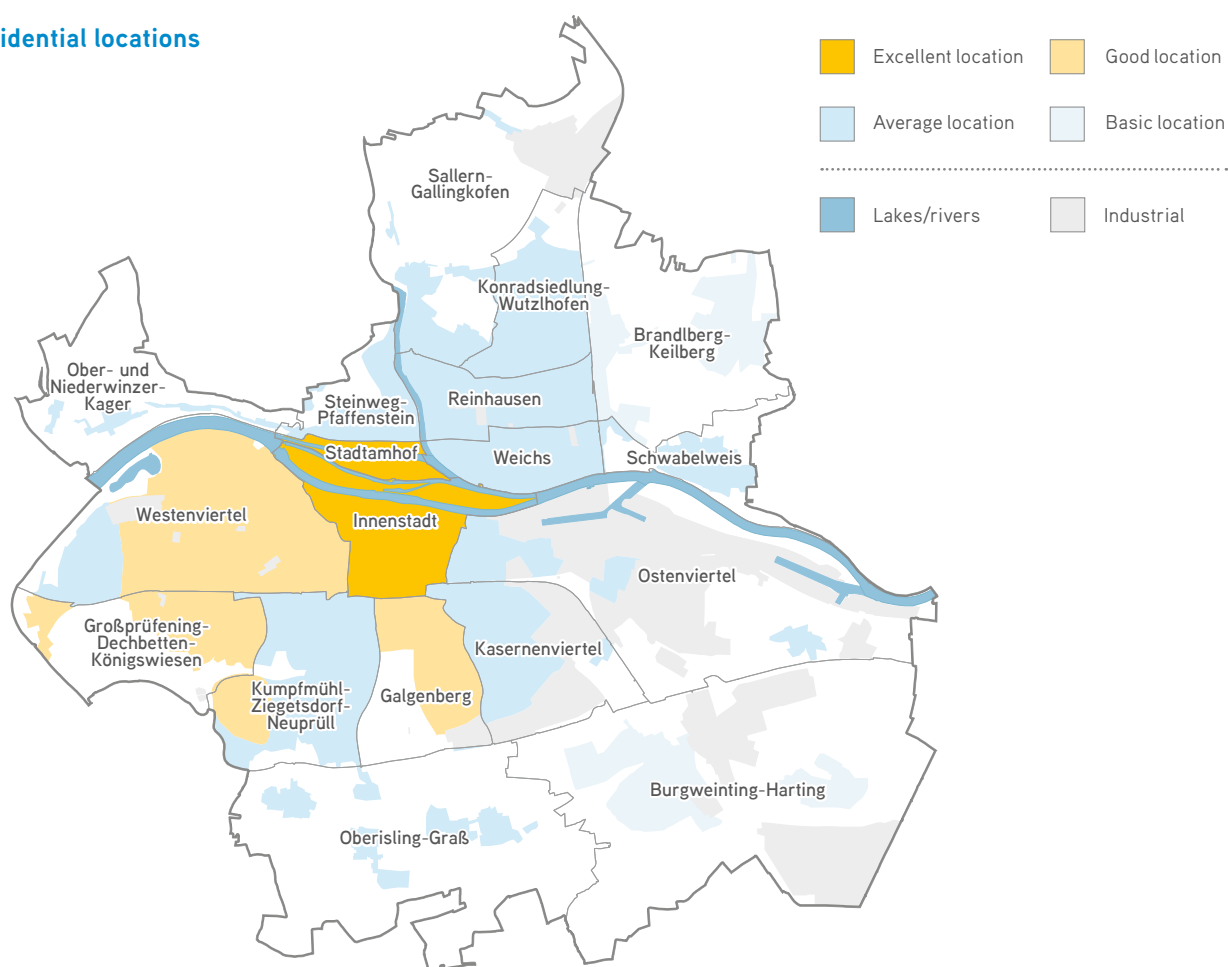 idential locations
Excellent location
Good location
Average location
Basic location
Lakes/rivers
Industrial
Sallern-
Gallingkofen
Konradsiedlung-
Wutzlhofen
Brandlberg-
Keilberg
Ober- und
Niederwinzer-
Kager
Steinweg-
Pfaffenstein
Reinhausen
Stadtamhof
Weichs
Schwabelweis
Westenviertel
Innenstadt
Ostenviertel
Großprüfening-
Dechbetten-
Königswiesen
Kasernenviertel
Kumpfmühl-
Ziegetsdorf-
Neuprüll
Galgenberg
Burgweinting-Harting
Oberisling-Graß